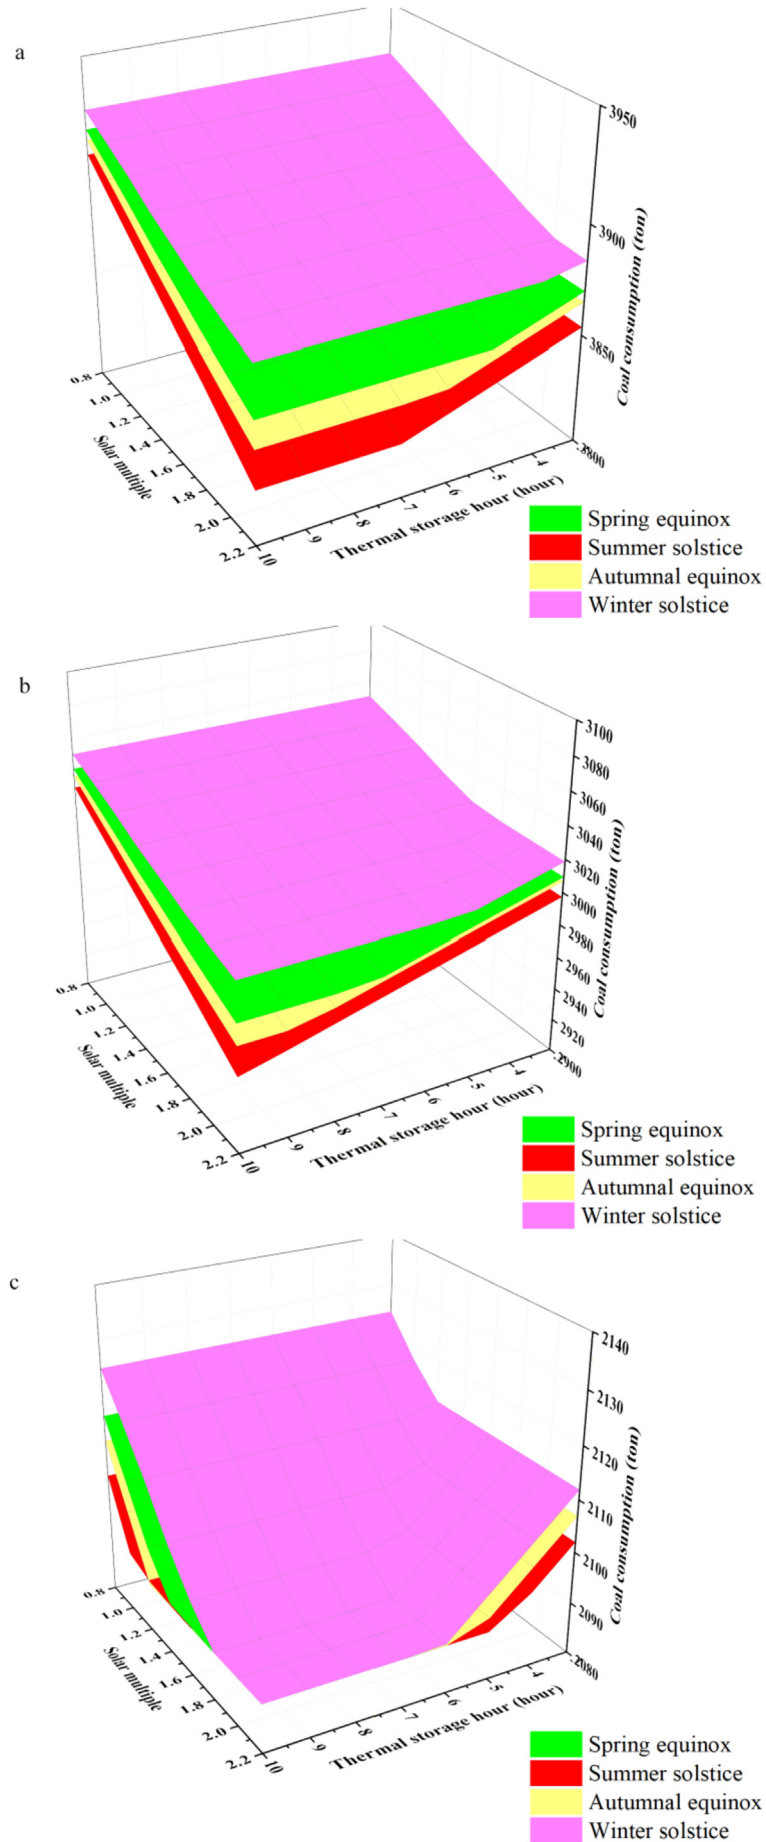 a
3950
3900
3850
3800
Coal consumption (ton)
0.8
1.0
1.2
1.4
1.6
1.8
2.0
2.2
Solar multiple
10
9
8
7
6
5
4
Thermal storage hour (hour)
Spring equinox
Summer solstice
Autumnal equinox
Winter solstice
b
3100
3080
3060
3040
3020
3000
2980
2960
2940
2920
2900
Coal consumption (ton)
0.8
1.0
1.2
1.4
1.6
1.8
2.0
2.2
Solar multiple
10
9
8
7
6
5
4
Thermal storage hour (hour)
Spring equinox
Summer solstice
Autumnal equinox
Winter solstice
c
2140
2130
2120
2110
2100
2090
2080
Coal consumption (ton)
0.8
1.0
1.2
1.4
1.6
1.8
2.0
2.2
Solar multiple
10
9
8
7
6
5
4
Thermal storage hour (hour)
Spring equinox
Summer solstice
Autumnal equinox
Winter solstice